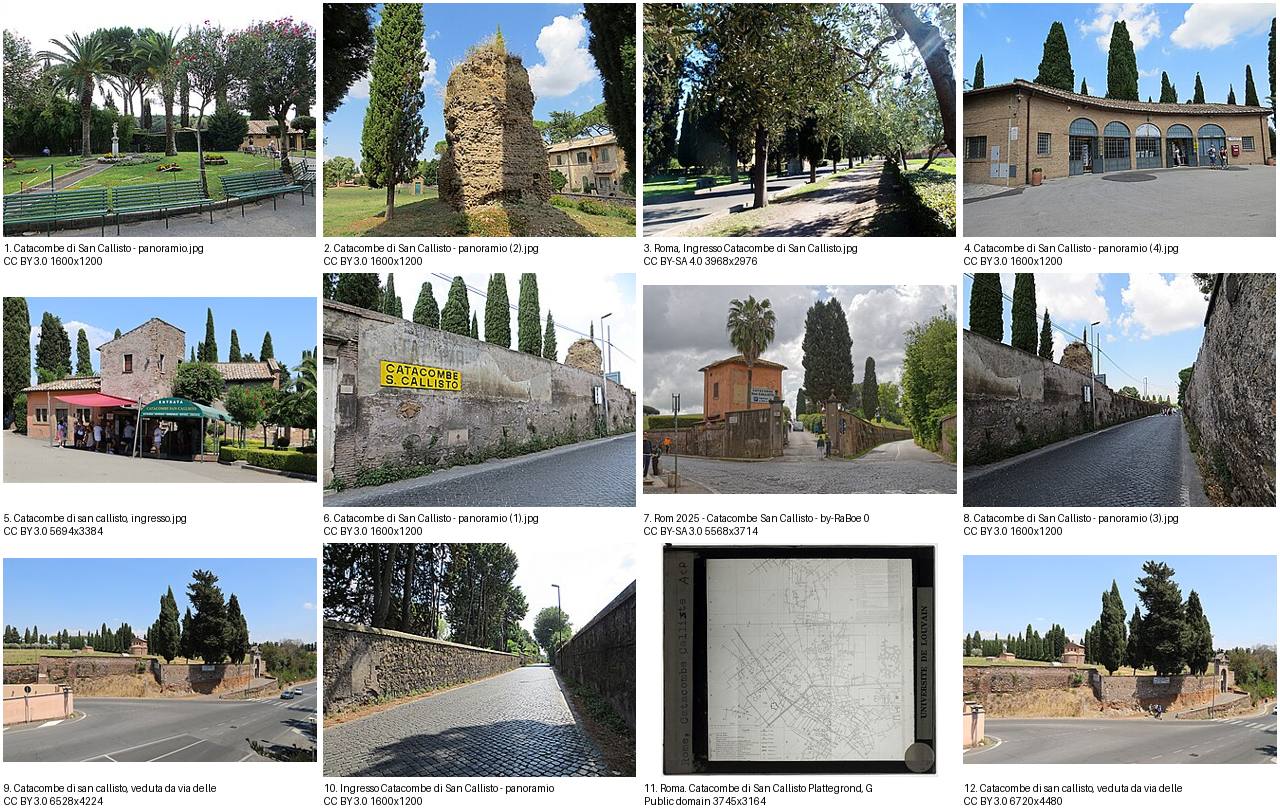 1. Catacombe di San Callisto - panoramio.jpg
CC BY 3.0 1600x1200
2. Catacombe di San Callisto - panoramio (2).jpg
CC BY 3.0 1600x1200
3. Roma, Ingresso Catacombe di San Callisto.jpg
CC BY-SA 4.0 3968x2976
4. Catacombe di San Callisto - panoramio (4).jpg
CC BY 3.0 1600x1200
ENTRATA
CATACOMBE SAN CALLISTO
CATACOMBE
S. CALLISTO
5. Catacombe di san callisto, ingresso.jpg
CC BY 3.0 5694x3384
6. Catacombe di San Callisto - panoramio (1).jpg
CC BY 3.0 1600x1200
7. Rom 2025 - Catacombe San Callisto - by-RaBoe 0
CC BY-SA 3.0 5568x3714
8. Catacombe di San Callisto - panoramio (3).jpg
CC BY 3.0 1600x1200
Rome, Catacomba Callista
UNIVERSITE DE LOUVAIN
9. Catacombe di san callisto, veduta da via delle
CC BY 3.0 6528x4224
10. Ingresso Catacombe di San Callisto - panoramio
CC BY 3.0 1600x1200
11. Roma. Catacombe di San Callisto Plattegrond, G
Public domain 3745x3164
12. Catacombe di san callisto, veduta da via delle
CC BY 3.0 6720x4480